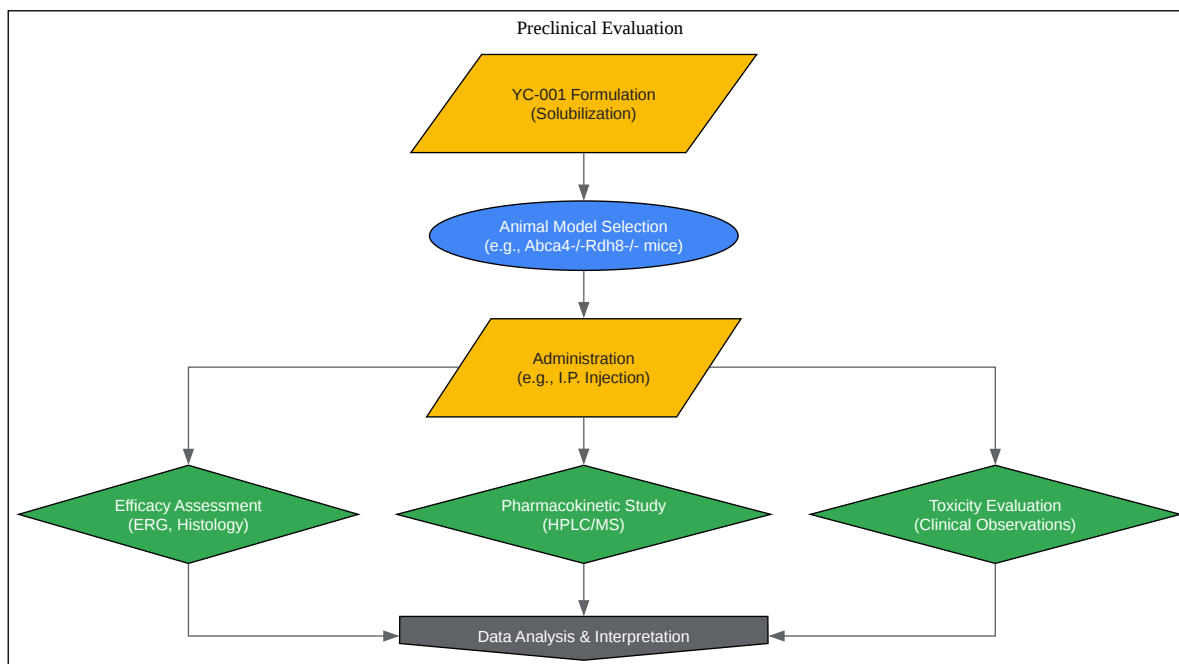 Preclinical Evaluation
YC-001 Formulation
(Solubilization)
Animal Model Selection
(e.g., Abca4-/-Rdh8-/- mice)
Administration
(e.g., I.P. Injection)
Efficacy Assessment
(ERG, Histology)
Pharmacokinetic Study
(HPLC/MS)
Toxicity Evaluation
(Clinical Observations)
Data Analysis & Interpretation